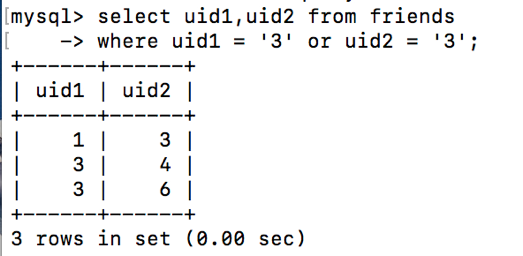 [mysql> select uid1,uid2 from friends
[    -> where uid1 = '3' or uid2 = '3';
+------+------+
| uid1 | uid2 |
+------+------+
|    1 |    3 |
|    3 |    4 |
|    3 |    6 |
+------+------+
3 rows in set (0.00 sec)